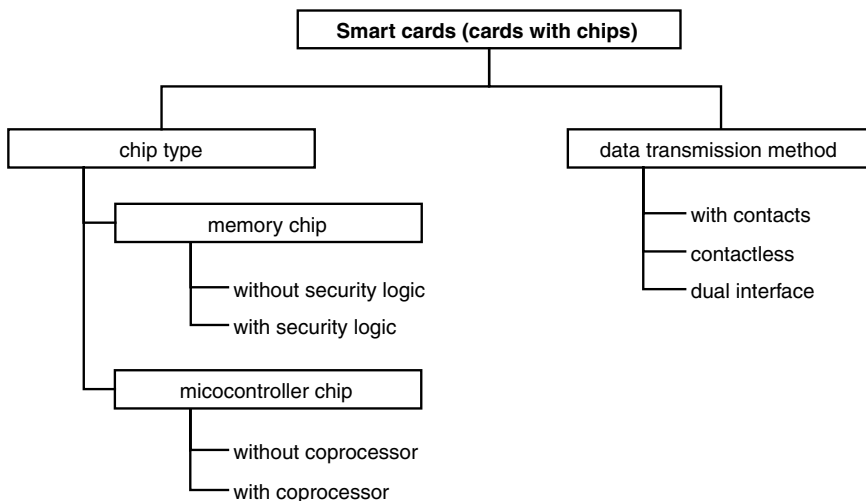 Smart cards (cards with chips)
chip type
data transmission method
memory chip
with contacts
contactless
without security logic
dual interface
with security logic
micocontroller chip
without coprocessor
with coprocessor